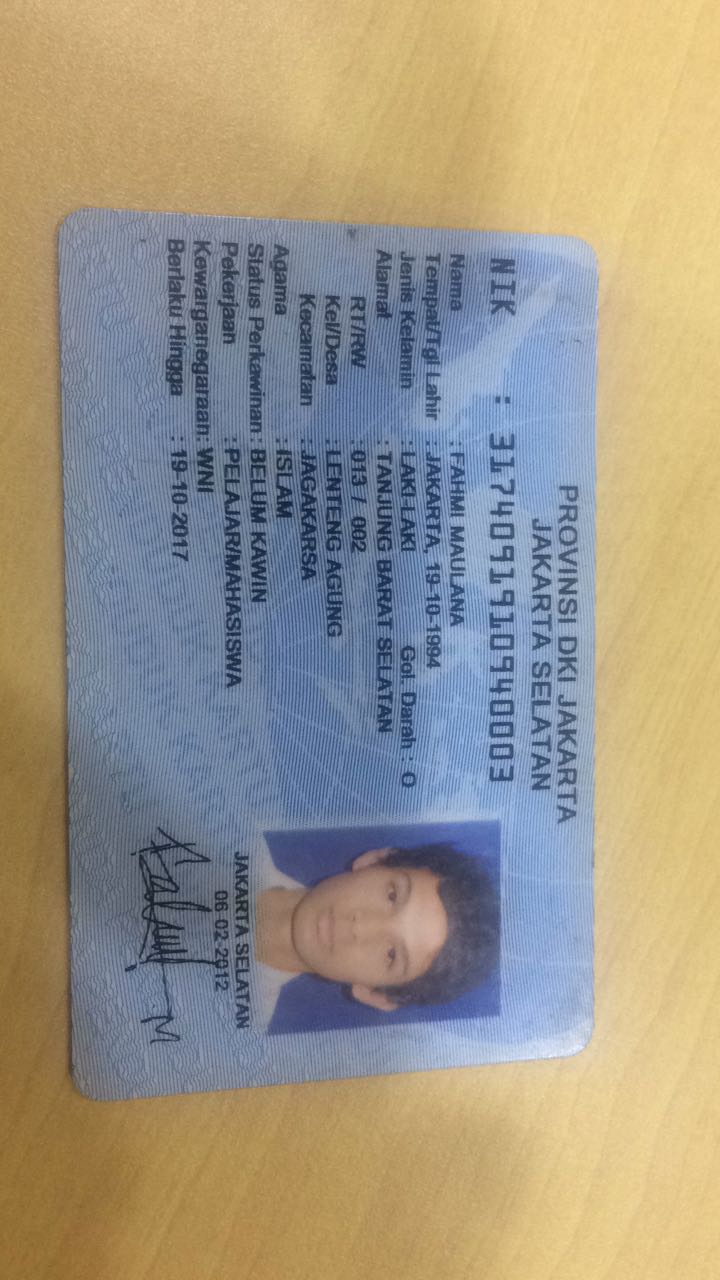 PROVINSI DKI JAKARTA
JAKARTA SELATAN
NIK : 3174091910940003
Nama : FAHMI MAULANA
Tempat/Tgl Lahir : JAKARTA, 19-10-1994
Jenis Kelamin : LAKI-LAKI Gol. Darah : O
Alamat : TANJUNG BARAT SELATAN
RT/RW : 013 / 002
Kel/Desa : LENTENG AGUNG
Kecamatan : JAGAKARSA
Agama : ISLAM
Status Perkawinan : BELUM KAWIN
Pekerjaan : PELAJAR/MAHASISWA
Kewarganegaraan: WNI
Berlaku Hingga : 19-10-2017
JAKARTA SELATAN
06-02-2012